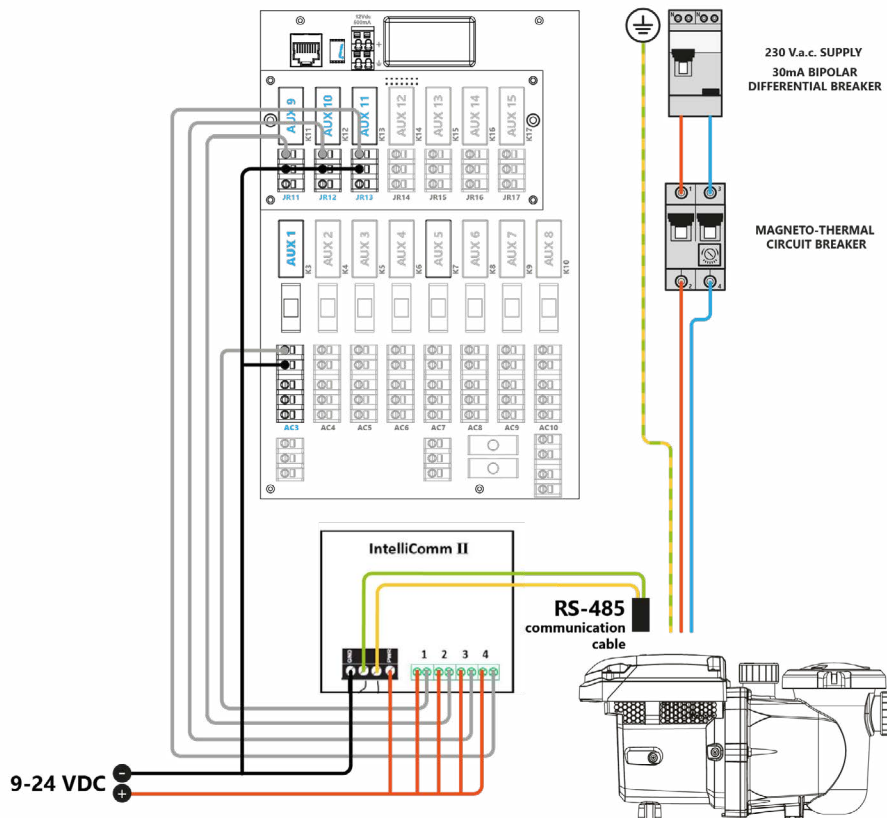 12Vdc
500mA
+
L
AUX 9
K11
AUX 10
K12
AUX 11
K13
AUX 12
K14
AUX 13
K15
AUX 14
K16
AUX 15
K17
JR11
JR12
JR13
JR14
JR15
JR16
JR17
AUX 1
K3
AUX 2
K4
AUX 3
K5
AUX 4
K6
AUX 5
K7
AUX 6
K8
AUX 7
K9
AUX 8
K10
AC3
AC4
AC5
AC6
AC7
AC8
AC9
AC10
N
N
230 V.a.c. SUPPLY
30mA BIPOLAR
DIFFERENTIAL BREAKER
1
3
MAGNETO-THERMAL
CIRCUIT BREAKER
2
4
IntelliComm II
GND
PWR
1
2
3
4
RS-485
communication
cable
9-24 VDC
-
+